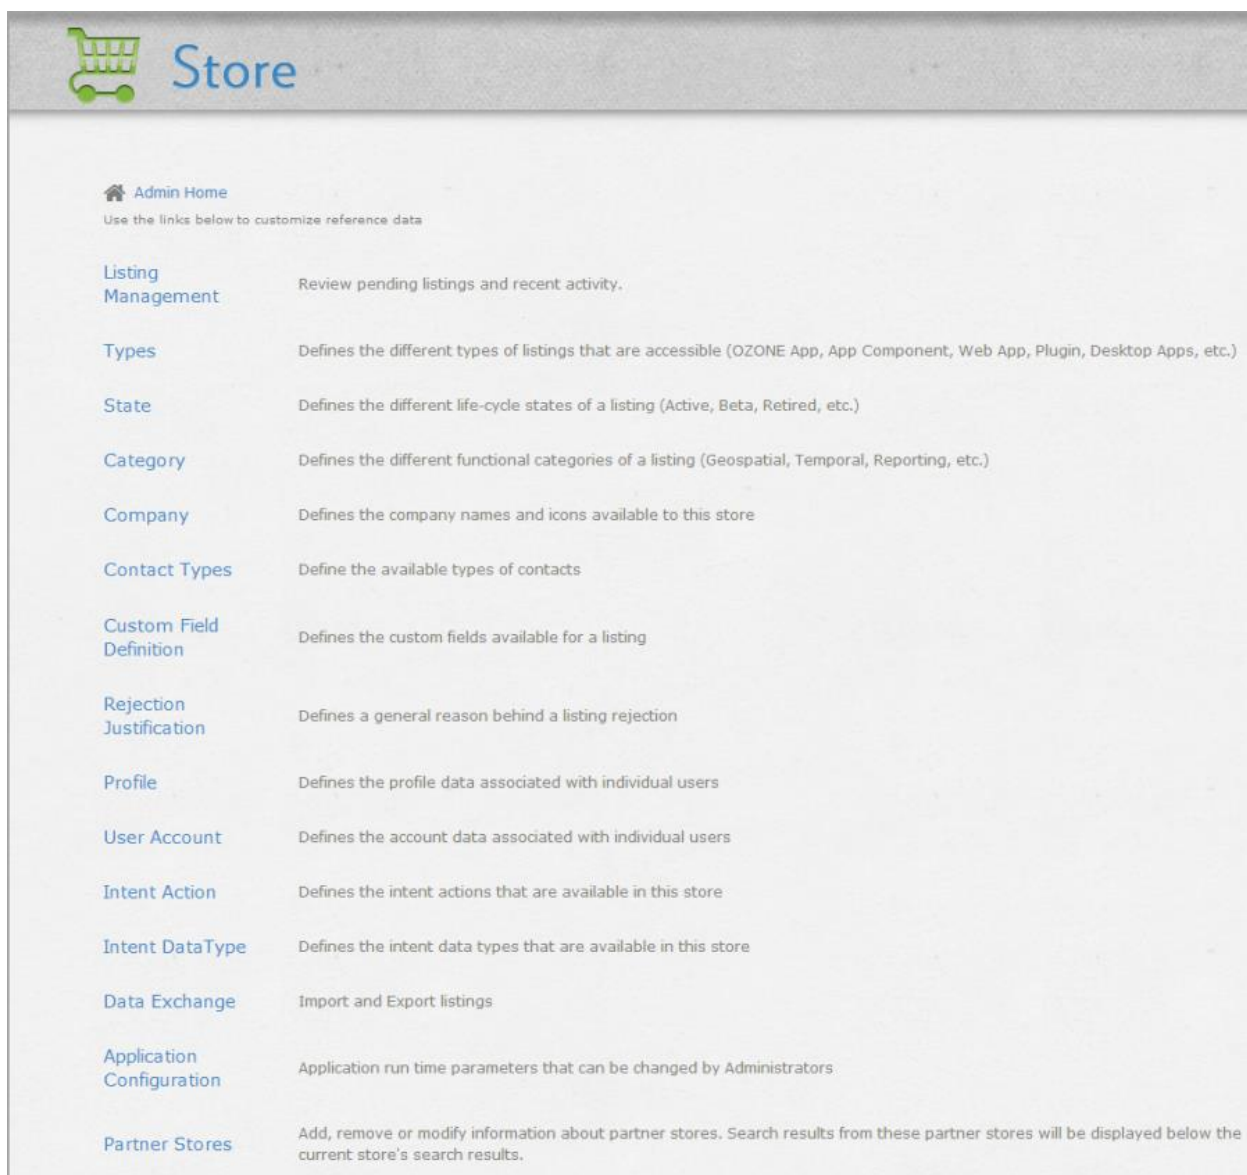 Store
Admin Home
Use the links below to customize reference data
Listing
Management
Review pending listings and recent activity.
Types
Defines the different types of listings that are accessible (OZONE App, App Component, Web App, Plugin, Desktop Apps, etc.)
State
Defines the different life-cycle states of a listing (Active, Beta, Retired, etc.)
Category
Defines the different functional categories of a listing (Geospatial, Temporal, Reporting, etc.)
Company
Defines the company names and icons available to this store
Contact Types
Define the available types of contacts
Custom Field
Definition
Defines the custom fields available for a listing
Rejection
Justification
Defines a general reason behind a listing rejection
Profile
Defines the profile data associated with individual users
User Account
Defines the account data associated with individual users
Intent Action
Defines the intent actions that are available in this store
Intent DataType
Defines the intent data types that are available in this store
Data Exchange
Import and Export listings
Application
Configuration
Application run time parameters that can be changed by Administrators
Partner Stores
Add, remove or modify information about partner stores. Search results from these partner stores will be displayed below the
current store's search results.